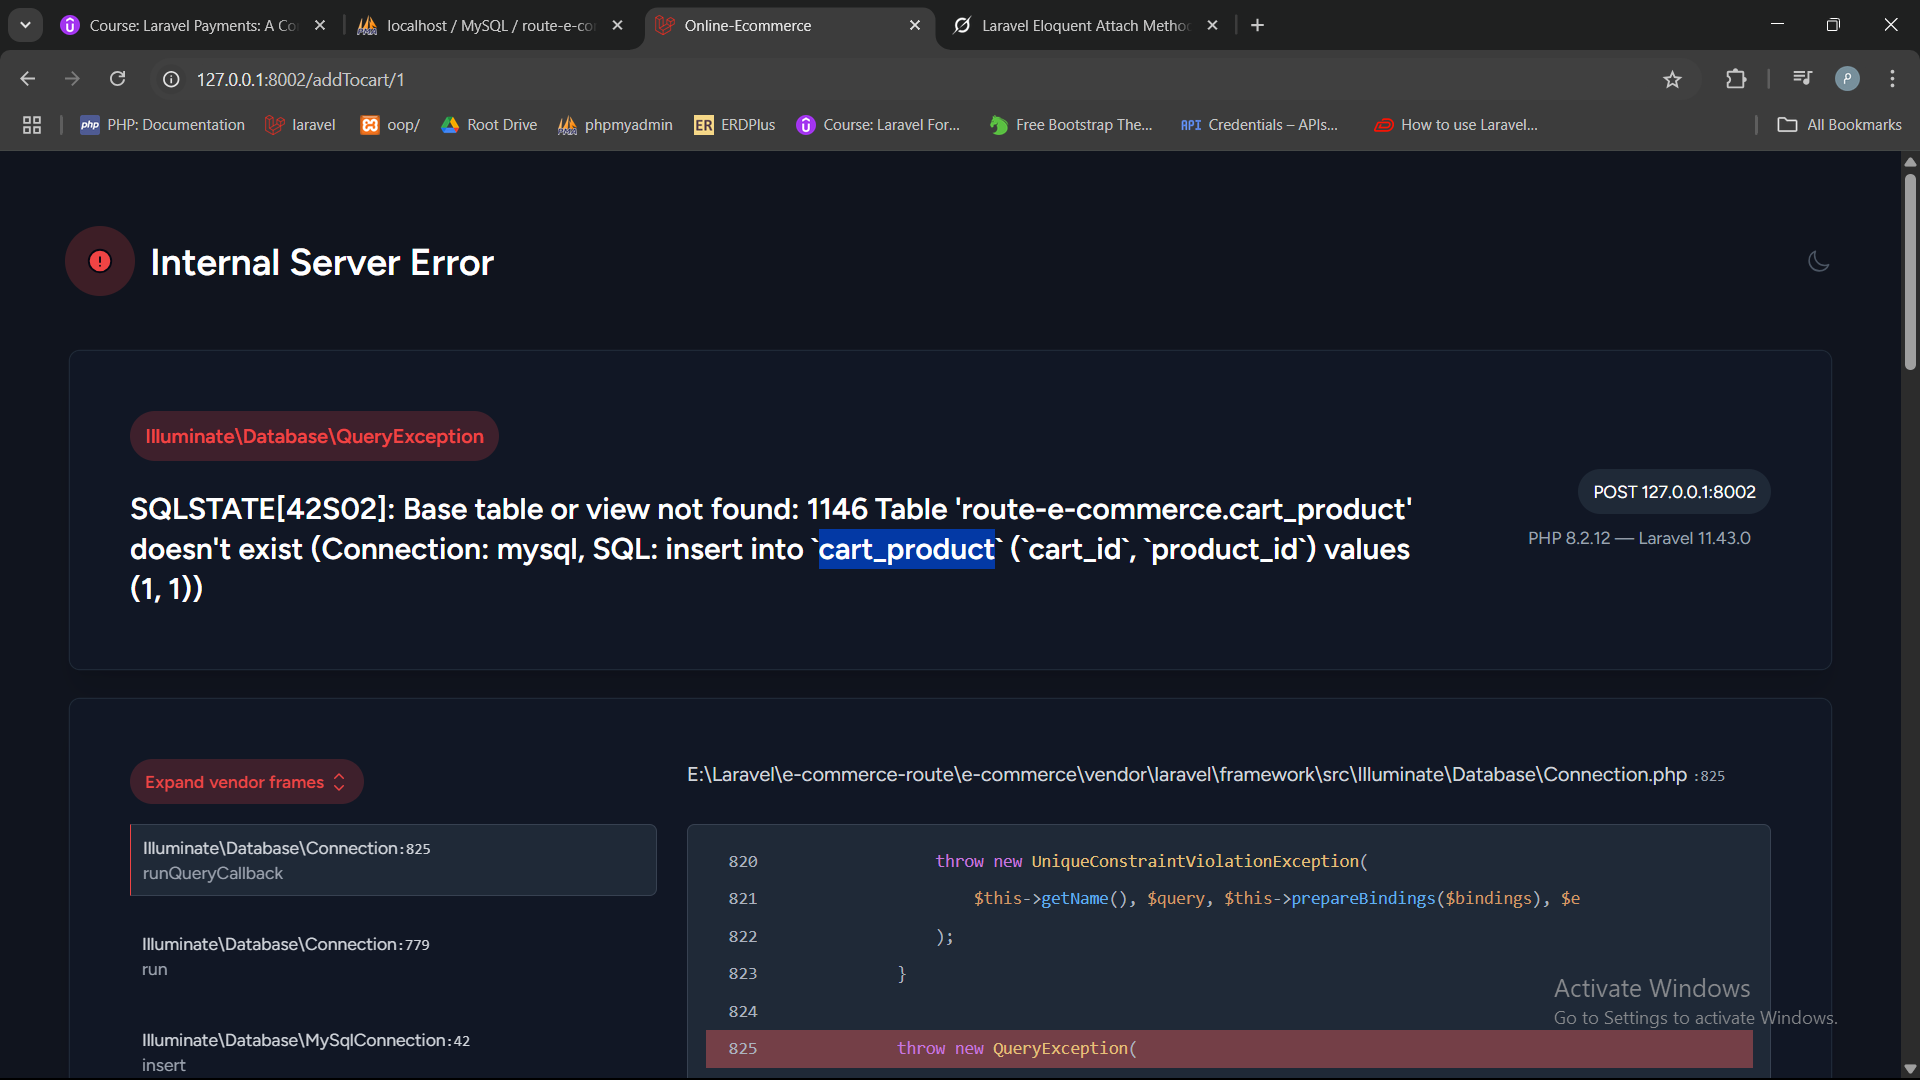 Course: Laravel Payments: A Co
localhost / MySQL / route-e-co
Online-Ecommerce
Laravel Eloquent Attach Metho
127.0.0.1:8002/addTocart/1
P
php PHP: Documentation
laravel
oop/
Root Drive
phpmyadmin
ER ERDPlus
Course: Laravel For...
Free Bootstrap The...
API Credentials – APIs...
How to use Laravel...
All Bookmarks
Internal Server Error
Illuminate\Database\QueryException
SQLSTATE[42S02]: Base table or view not found: 1146 Table 'route-e-commerce.cart_product'
doesn't exist (Connection: mysql, SQL: insert into `cart_product` (`cart_id`, `product_id`) values
(1, 1))
POST 127.0.0.1:8002
PHP 8.2.12 — Laravel 11.43.0
Expand vendor frames
Illuminate\Database\Connection:825
runQueryCallback
Illuminate\Database\Connection:779
run
Illuminate\Database\MySqlConnection:42
insert
E:\Laravel\e-commerce-route\e-commerce\vendor\laravel\framework\src\Illuminate\Database\Connection.php :825
820 throw new UniqueConstraintViolationException(
821 $this->getName(), $query, $this->prepareBindings($bindings), $e
822 );
823 }
824
825 throw new QueryException(
Activate Windows
Go to Settings to activate Windows.